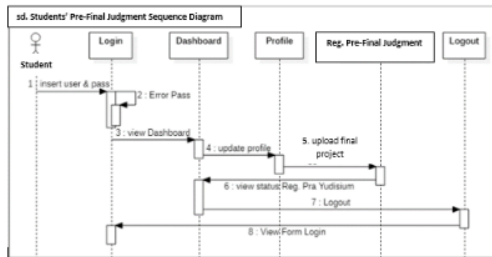 sd. Students' Pre-Final Judgment Sequence Diagram
Login
Dashboard
Profile
Reg. Pre-Final Judgment
Logout
Student
1 : insert user & pass
2 : Error Pass
3 : view Dashboard
4 : update profile
5. upload final
project
6 : view status Reg. Pra Yudisium
7 : Logout
8 : View Form Login